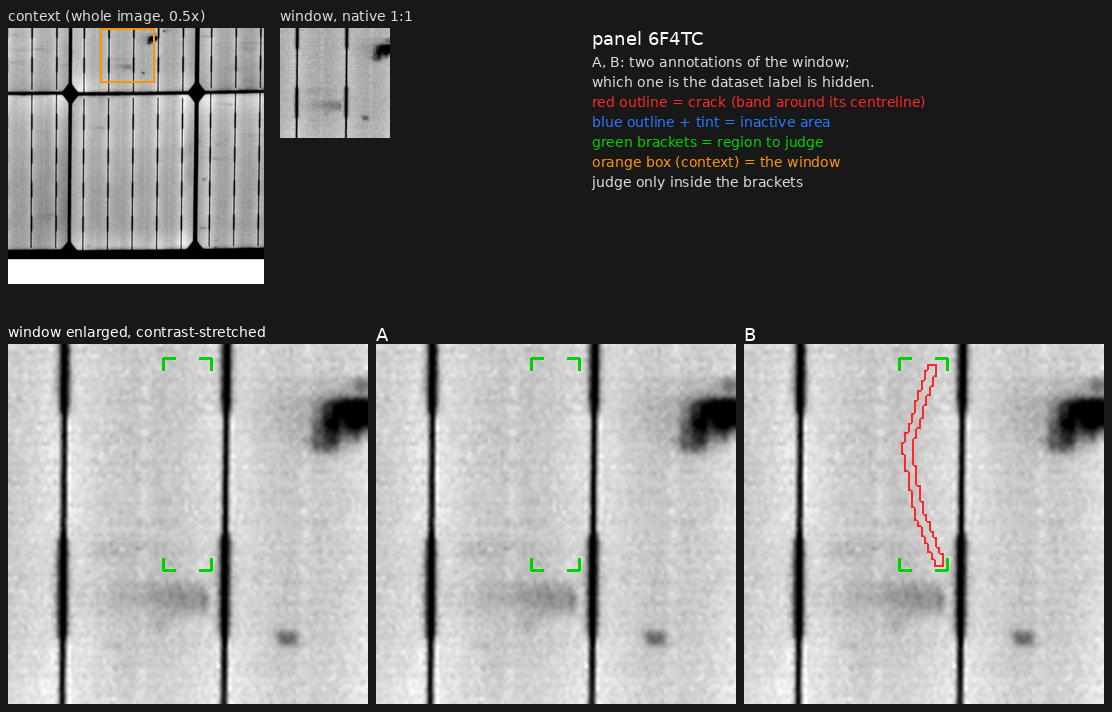 context (whole image, 0.5x)
window, native 1:1
panel 6F4TC
A, B: two annotations of the window;
which one is the dataset label is hidden.
red outline = crack (band around its centreline)
blue outline + tint = inactive area
green brackets = region to judge
orange box (context) = the window
judge only inside the brackets
window enlarged, contrast-stretched
A
B